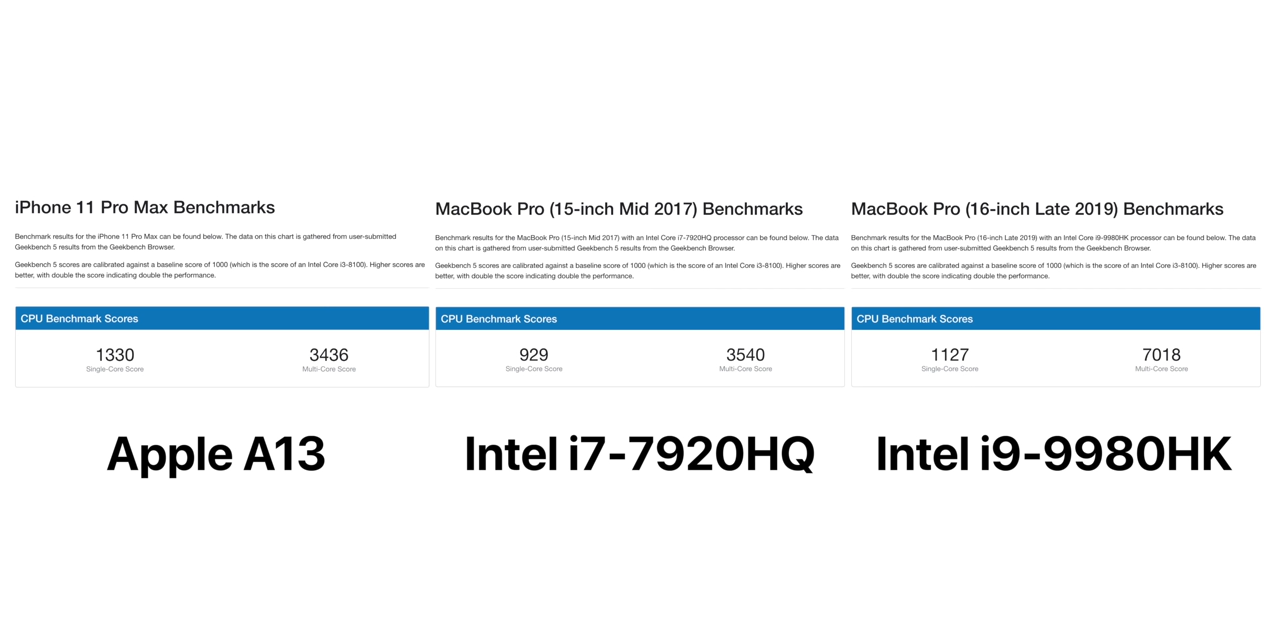 iPhone 11 Pro Max Benchmarks
Benchmark results for the iPhone 11 Pro Max can be found below. The data on this chart is gathered from user-submitted
Geekbench 5 results from the Geekbench Browser.
Geekbench 5 scores are calibrated against a baseline score of 1000 (which is the score of an Intel Core i3-8100). Higher scores are
better, with double the score indicating double the performance.
CPU Benchmark Scores
1330
Single-Core Score
3436
Multi-Core Score
Apple A13
MacBook Pro (15-inch Mid 2017) Benchmarks
Benchmark results for the MacBook Pro (15-inch Mid 2017) with an Intel Core i7-7920HQ processor can be found below. The data
on this chart is gathered from user-submitted Geekbench 5 results from the Geekbench Browser.
Geekbench 5 scores are calibrated against a baseline score of 1000 (which is the score of an Intel Core i3-8100). Higher scores are
better, with double the score indicating double the performance.
CPU Benchmark Scores
929
Single-Core Score
3540
Multi-Core Score
Intel i7-7920HQ
MacBook Pro (16-inch Late 2019) Benchmarks
Benchmark results for the MacBook Pro (16-inch Late 2019) with an Intel Core i9-9980HK processor can be found below. The data
on this chart is gathered from user-submitted Geekbench 5 results from the Geekbench Browser.
Geekbench 5 scores are calibrated against a baseline score of 1000 (which is the score of an Intel Core i3-8100). Higher scores are
better, with double the score indicating double the performance.
CPU Benchmark Scores
1127
Single-Core Score
7018
Multi-Core Score
Intel i9-9980HK